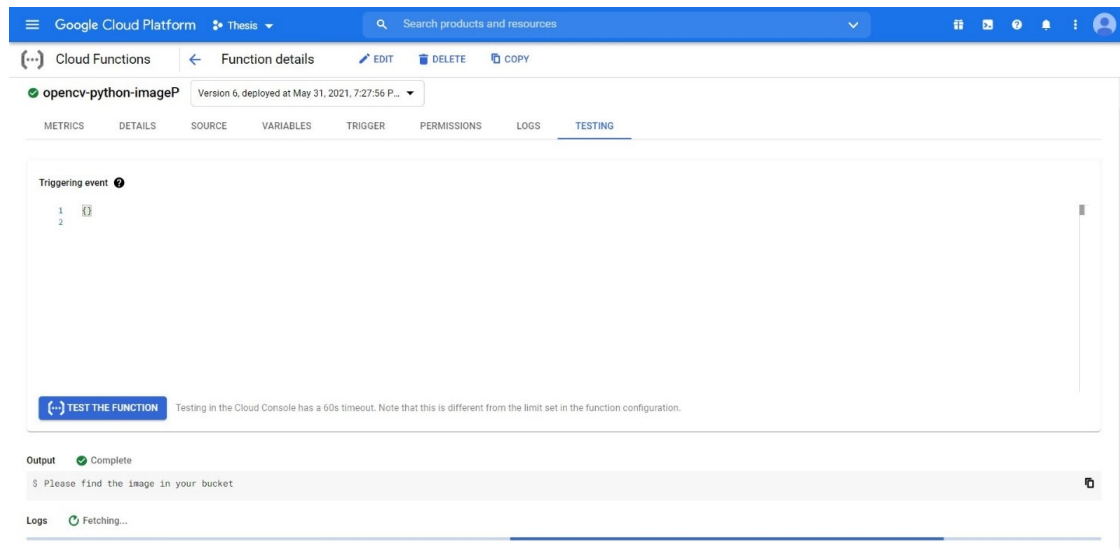 Google Cloud Platform Thesis Search products and resources
Cloud Functions Function details EDIT DELETE COPY
opencv-python-imageP Version 6, deployed at May 31, 2021, 7:27:56 P...
METRICS DETAILS SOURCE VARIABLES TRIGGER PERMISSIONS LOGS TESTING
Triggering event
1 {}
2
TEST THE FUNCTION Testing in the Cloud Console has a 60s timeout. Note that this is different from the limit set in the function configuration.
Output Complete
$ Please find the image in your bucket
Logs Fetching...